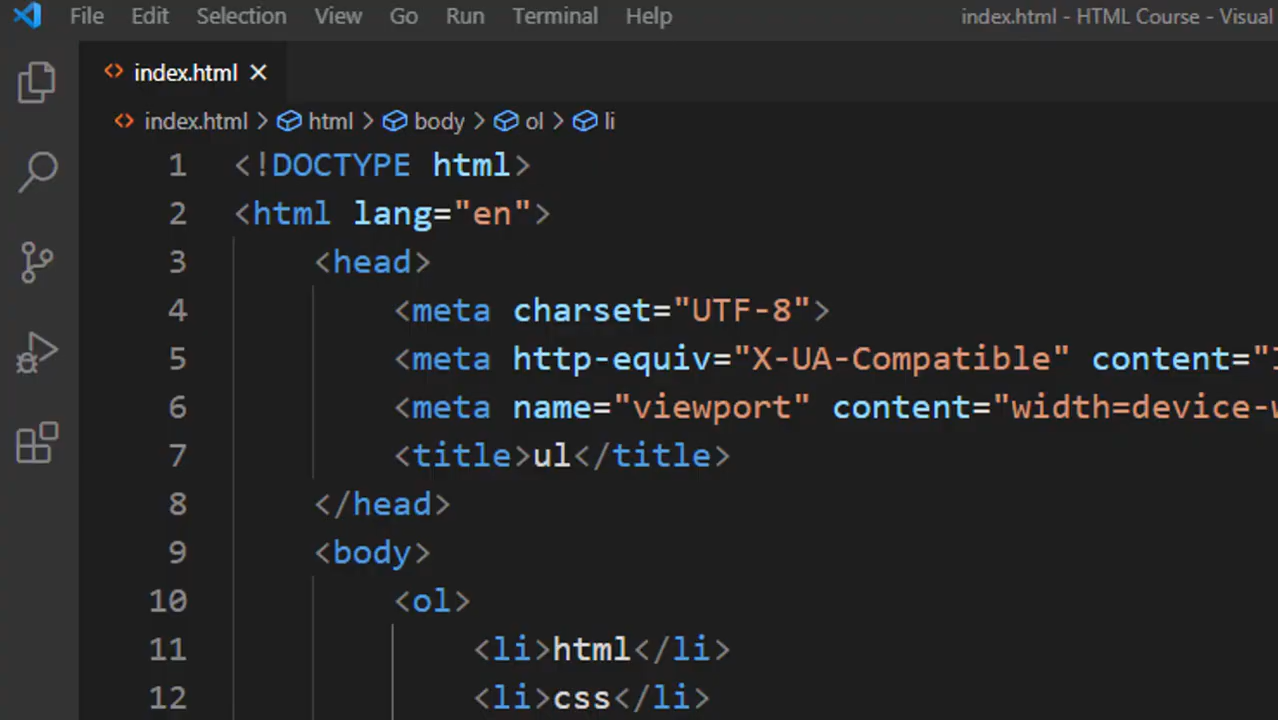 File Edit Selection View Go Run Terminal Help index.html - HTML Course - Visual
index.html
index.html > html > body > ol > li
1 <!DOCTYPE html>
2 <html lang="en">
3 <head>
4 <meta charset="UTF-8">
5 <meta http-equiv="X-UA-Compatible" content="
6 <meta name="viewport" content="width=device-
7 <title>ul</title>
8 </head>
9 <body>
10 <ol>
11 <li>html</li>
12 <li>css</li>